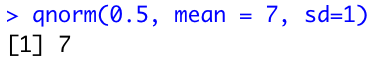 > qnorm(0.5, mean = 7, sd=1)
[1] 7